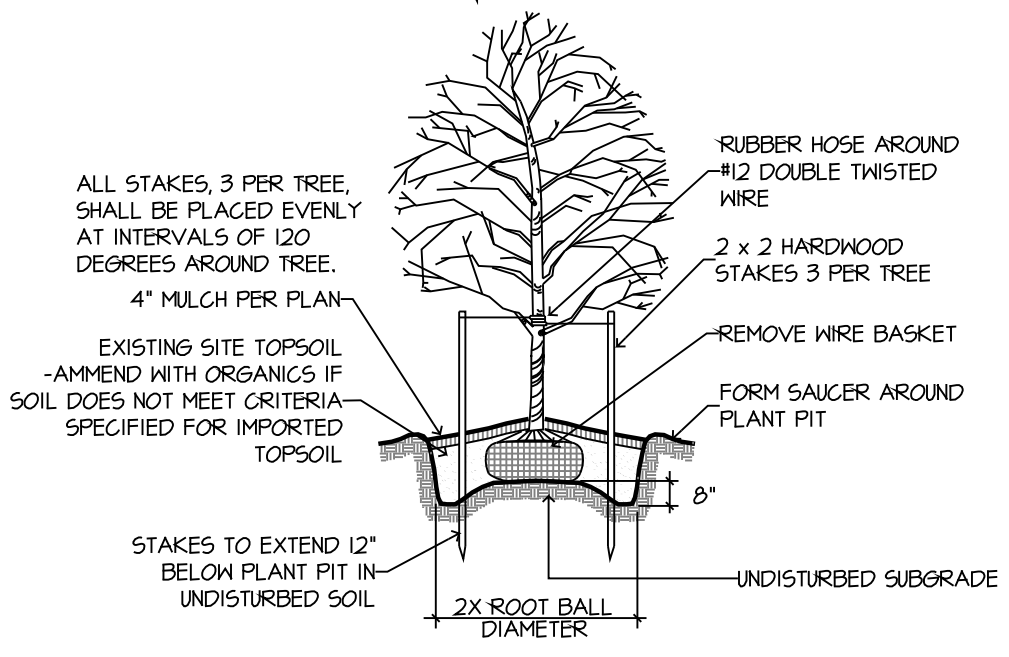 ALL STAKES, 3 PER TREE,
SHALL BE PLACED EVENLY
AT INTERVALS OF 120
DEGREES AROUND TREE.
4" MULCH PER PLAN
EXISTING SITE TOPSOIL
-AMMEND WITH ORGANICS IF
SOIL DOES NOT MEET CRITERIA
SPECIFIED FOR IMPORTED
TOPSOIL
STAKES TO EXTEND 12"
BELOW PLANT PIT IN
UNDISTURBED SOIL
RUBBER HOSE AROUND
#12 DOUBLE TWISTED
WIRE
2 x 2 HARDWOOD
STAKES 3 PER TREE
REMOVE WIRE BASKET
FORM SAUCER AROUND
PLANT PIT
8"
UNDISTURBED SUBGRADE
2X ROOT BALL
DIAMETER